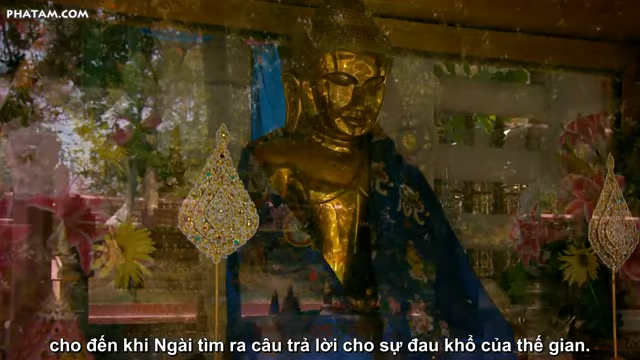 PHATAM.COM
cho đến khi Ngài tìm ra câu trả lời cho sự đau khổ của thế gian.